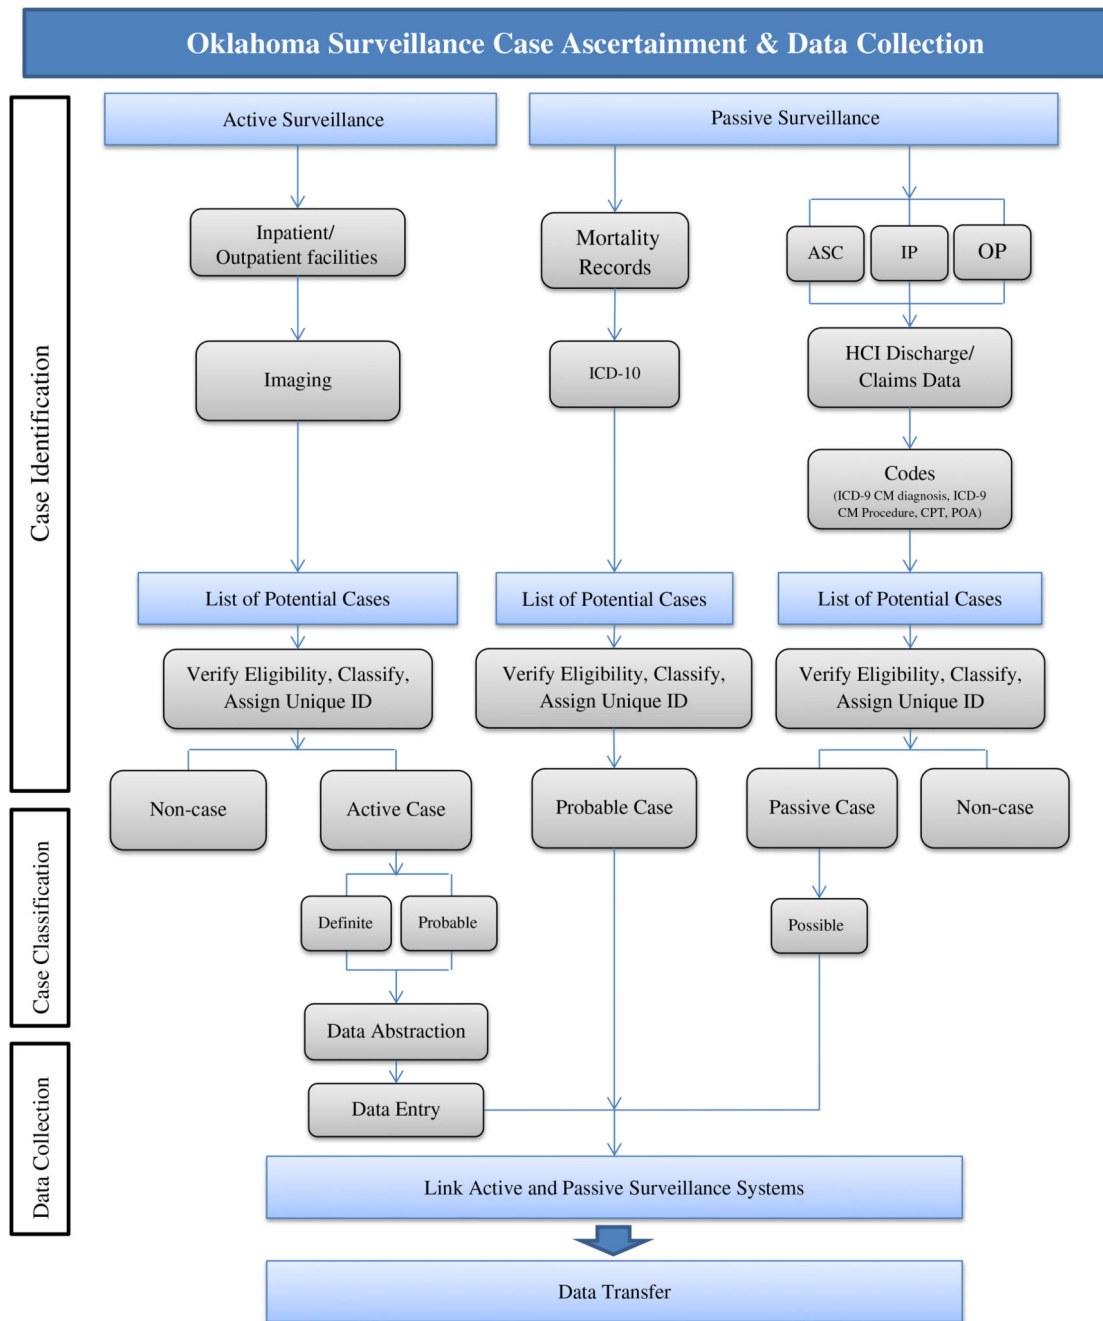 Oklahoma Surveillance Case Ascertainment & Data Collection
Case Identification
Case Classification
Data Collection
Active Surveillance
Passive Surveillance
Inpatient/
Outpatient facilities
Mortality
Records
ASC
IP
OP
Imaging
ICD-10
HCI Discharge/
Claims Data
Codes
(ICD-9 CM diagnosis, ICD-9
CM Procedure, CPT, POA)
List of Potential Cases
List of Potential Cases
List of Potential Cases
Verify Eligibility, Classify,
Assign Unique ID
Verify Eligibility, Classify,
Assign Unique ID
Verify Eligibility, Classify,
Assign Unique ID
Non-case
Active Case
Probable Case
Passive Case
Non-case
Definite
Probable
Possible
Data Abstraction
Data Entry
Link Active and Passive Surveillance Systems
Data Transfer